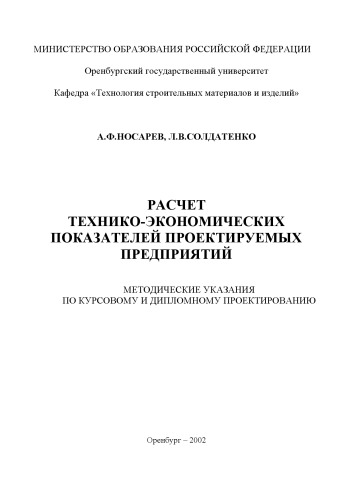 МИНИСТЕРСТВО ОБРАЗОВАНИЯ РОССИЙСКОЙ ФЕДЕРАЦИИ
Оренбургский государственный университет
Кафедра «Технология строительных материалов и изделий»
А.Ф.НОСАРЕВ, Л.В.СОЛДАТЕНКО
РАСЧЕТ
ТЕХНИКО-ЭКОНОМИЧЕСКИХ
ПОКАЗАТЕЛЕЙ ПРОЕКТИРУЕМЫХ
ПРЕДПРИЯТИЙ
МЕТОДИЧЕСКИЕ УКАЗАНИЯ
ПО КУРСОВОМУ И ДИПЛОМНОМУ ПРОЕКТИРОВАНИЮ
Оренбург – 2002